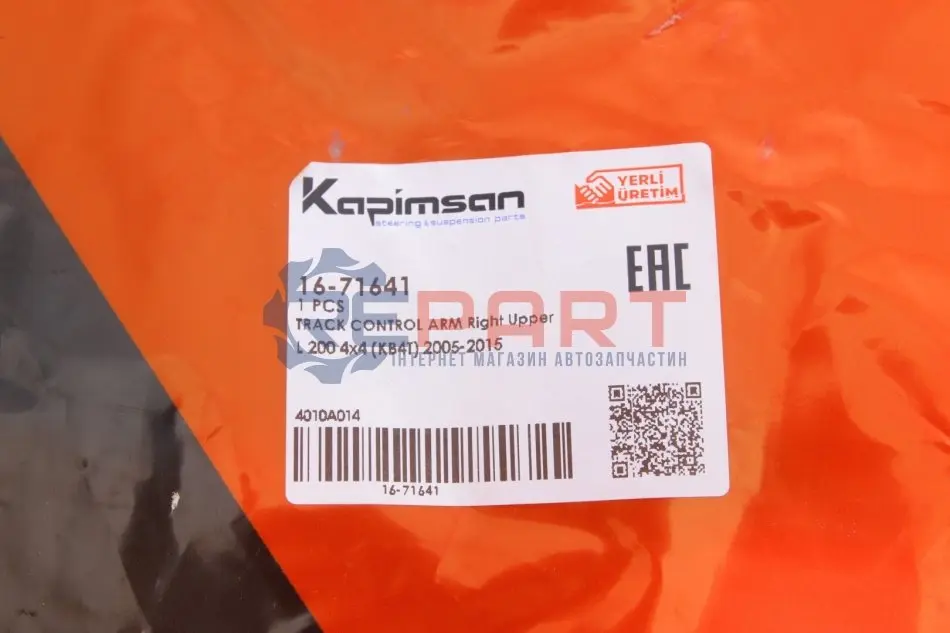 Kapimsan
steering & suspension parts
YERLİ
ÜRETİM
EAC
16-71641
1 PCS
TRACK CONTROL ARM Right Upper
L 200 4x4 (KB4T) 2005-2015
REPART
ІНТЕРНЕТ МАГАЗИН АВТОЗАПЧАСТИН
4010A014
16-71641